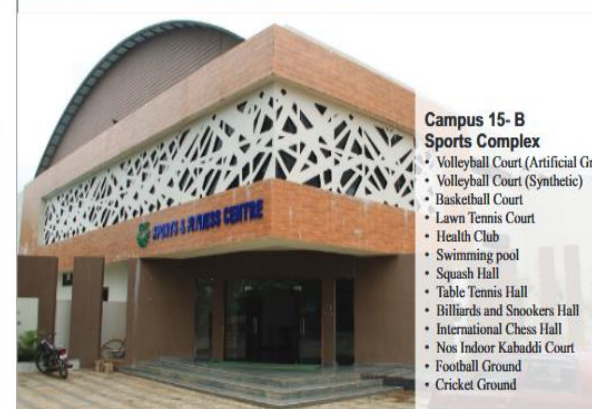 SPORTS & FITNESS CENTRE
Campus 15- B
Sports Complex
• Volleyball Court (Artificial Gr
Volleyball Court (Synthetic)
• Basketball Court
• Lawn Tennis Court
• Health Club
• Swimming pool
• Squash Hall
• Table Tennis Hall
• Billiards and Snookers Hall
• International Chess Hall
• Nos Indoor Kabaddi Court
• Football Ground
• Cricket Ground